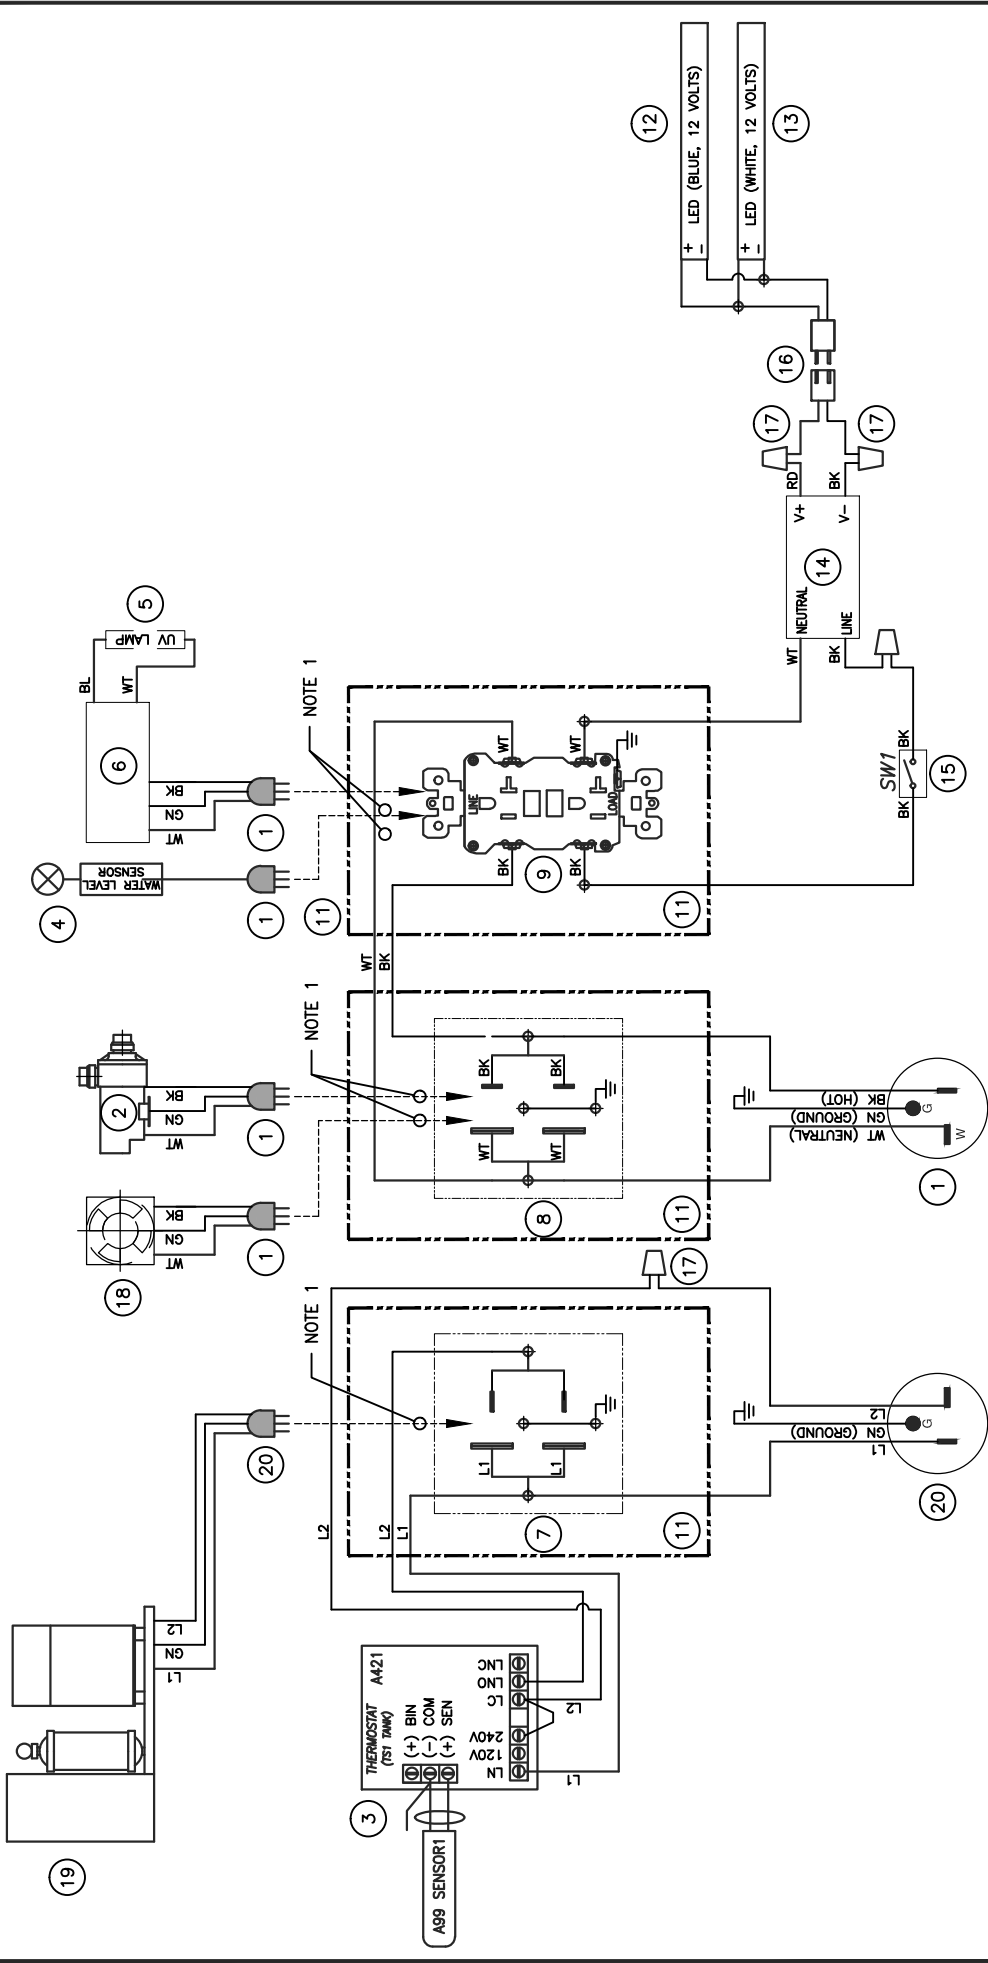 19
L1
GN
L2
20
NOTE 1
18
WT
GN
BK
1
2
WT
GN
BK
1
NOTE 1
4
WATER LEVEL
SENSOR
1
11
6
WT
GN
BK
1
BL
WT
UV LAMP
5
NOTE 1
3
A99 SENSOR1
THERMOSTAT
(TS1 TANK)
A421
(+) BIN
(-) COM
(+) SEN
LN
120V
240V
LC
LNO
LNC
L1
L2
L2
L2
L1
L1
L1
7
11
17
20
L1
GN (GROUND)
L2
G
WT
BK
WT
WT
BK
BK
8
11
1
WT (NEUTRAL)
GN (GROUND)
BK (HOT)
W
G
BK
WT
LINE
LOAD
BK
WT
9
11
SW1
BK
BK
15
WT
BK
NEUTRAL
LINE
14
V+
V-
RD
BK
17
17
16
12
+
-
LED (BLUE, 12 VOLTS)
+
-
LED (WHITE, 12 VOLTS)
13